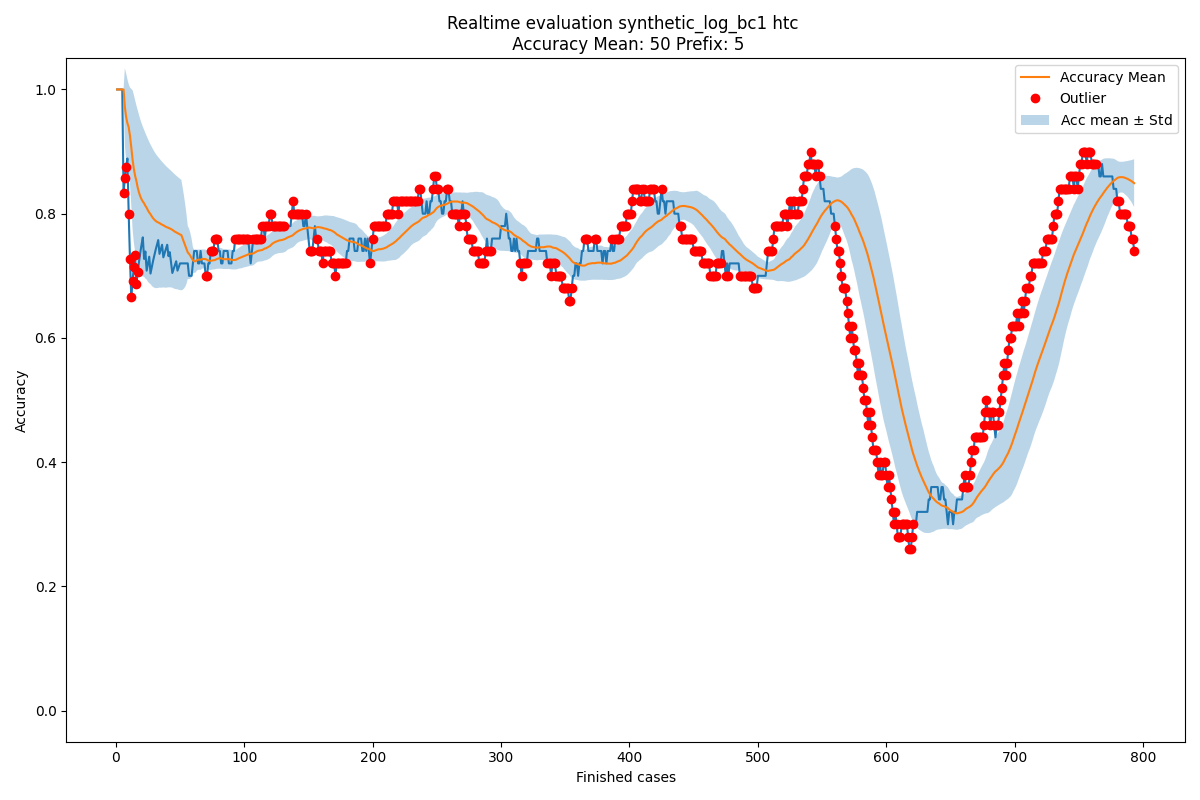 Realtime evaluation synthetic_log_bc1 htc
Accuracy Mean: 50 Prefix: 5
Accuracy Mean
Outlier
Acc mean ± Std
1.0
0.8
0.6
0.4
0.2
0.0
Accuracy
0 100 200 300 400 500 600 700 800
Finished cases